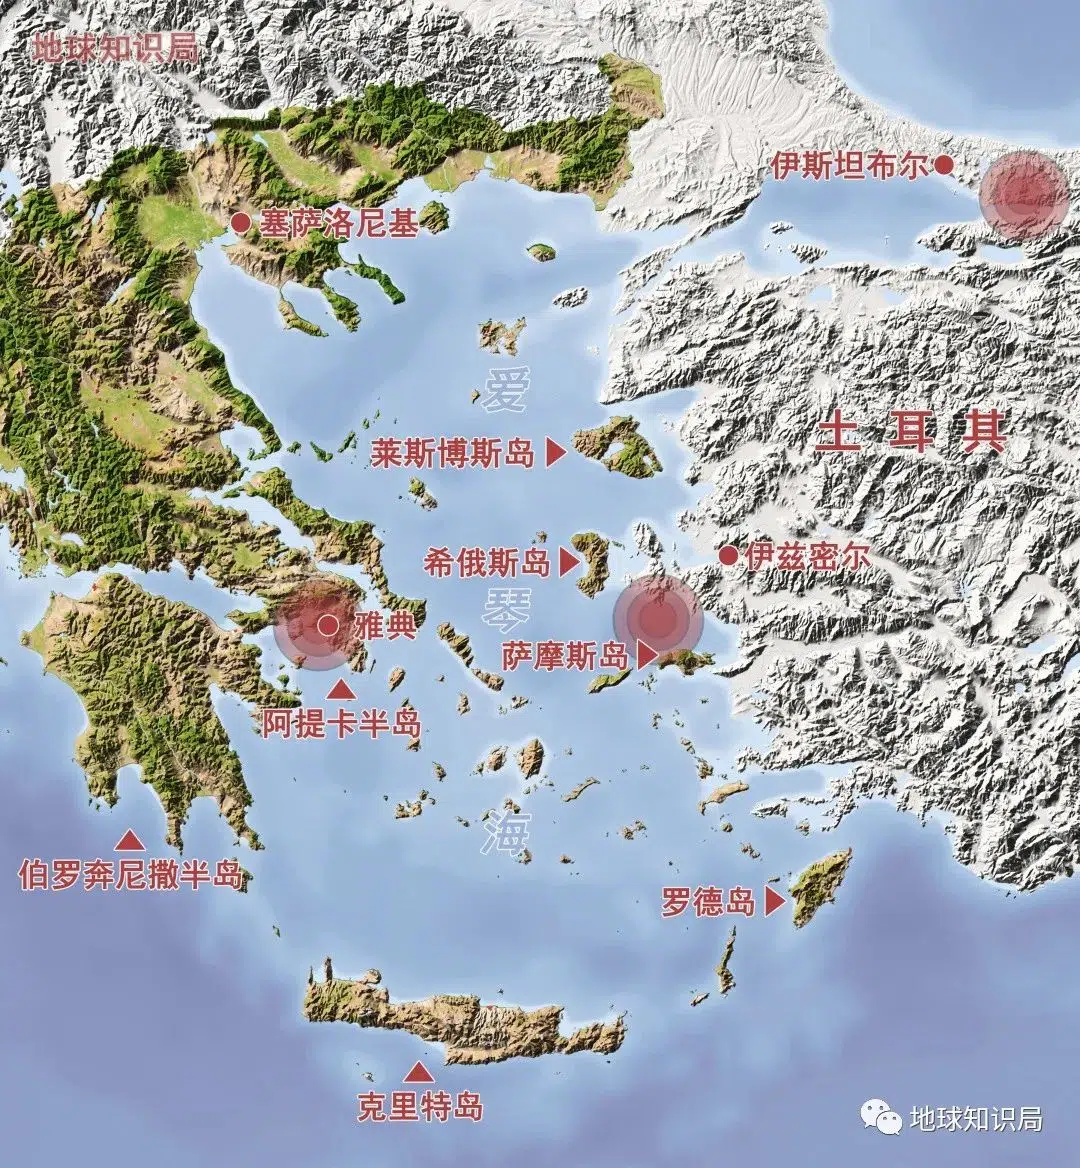 地球知识局
伊斯坦布尔
塞萨洛尼基
爱
土耳其
莱斯博斯岛
伊兹密尔
希俄斯岛
琴
雅典
萨摩斯岛
阿提卡半岛
海
伯罗奔尼撒半岛
罗德岛
克里特岛
地球知识局